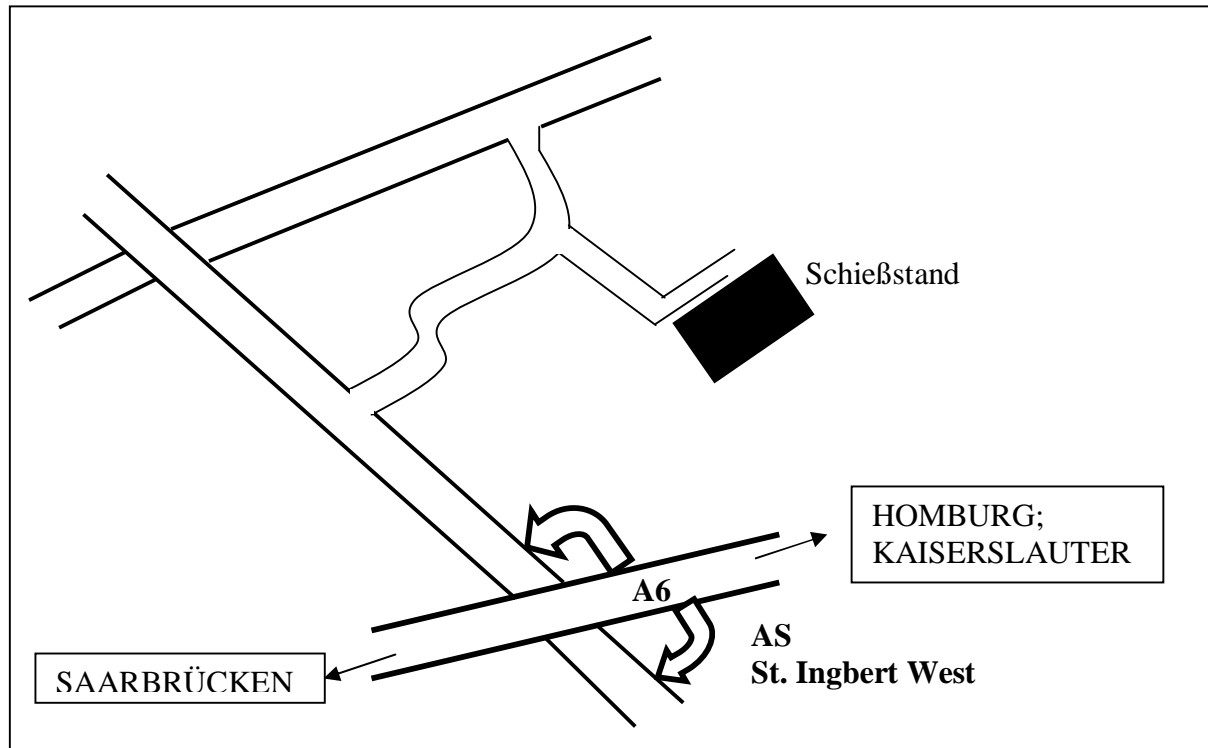 Schießstand
HOMBURG;
KAISERSLAUTER
A6
AS
St. Ingbert West
SAARBRÜCKEN